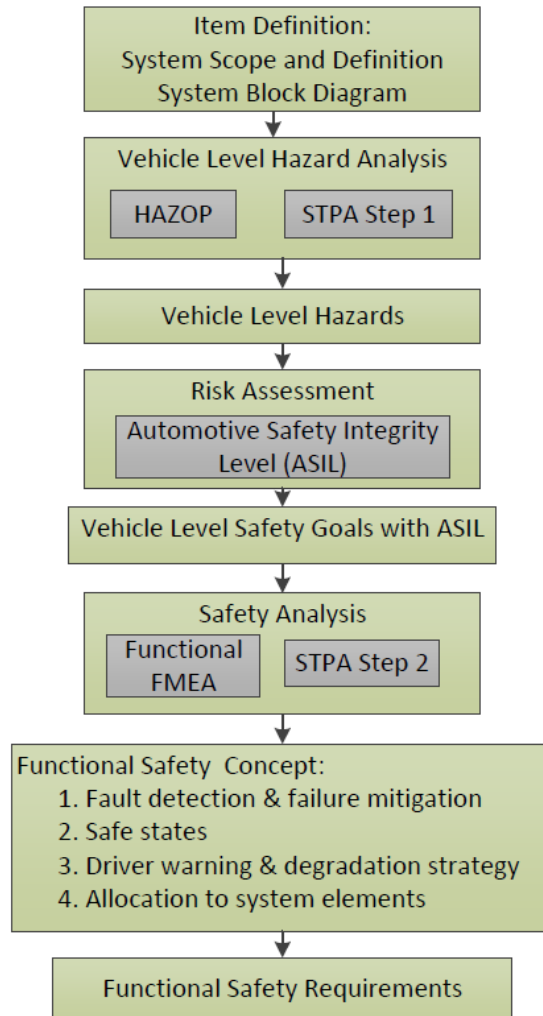 Item Definition:
System Scope and Definition
System Block Diagram
Vehicle Level Hazard Analysis
HAZOP
STPA Step 1
Vehicle Level Hazards
Risk Assessment
Automotive Safety Integrity
Level (ASIL)
Vehicle Level Safety Goals with ASIL
Safety Analysis
Functional
FMEA
STPA Step 2
Functional Safety Concept:
1. Fault detection & failure mitigation
2. Safe states
3. Driver warning & degradation strategy
4. Allocation to system elements
Functional Safety Requirements